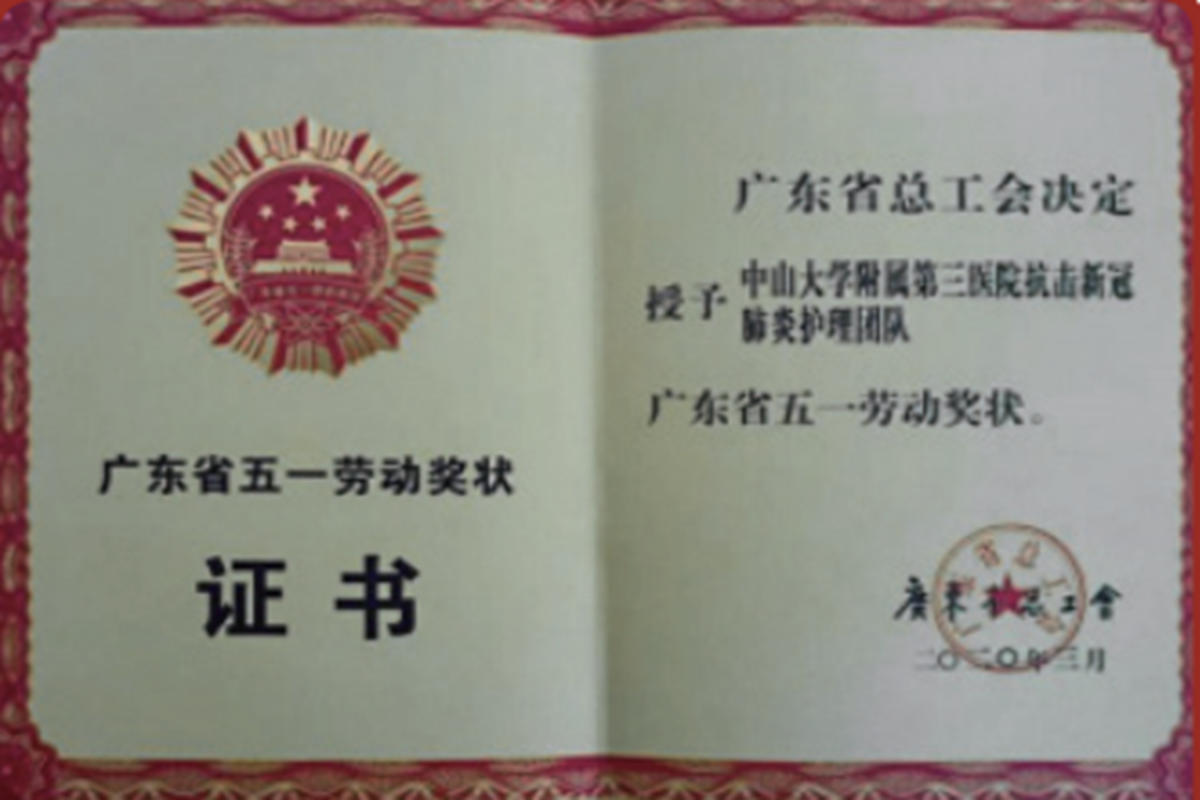 广东省五一劳动奖状
证书
广东省总工会决定
授予 中山大学附属第三医院抗击新冠
肺炎护理团队
广东省五一劳动奖状。
廣東省总工會
二〇二〇年三月